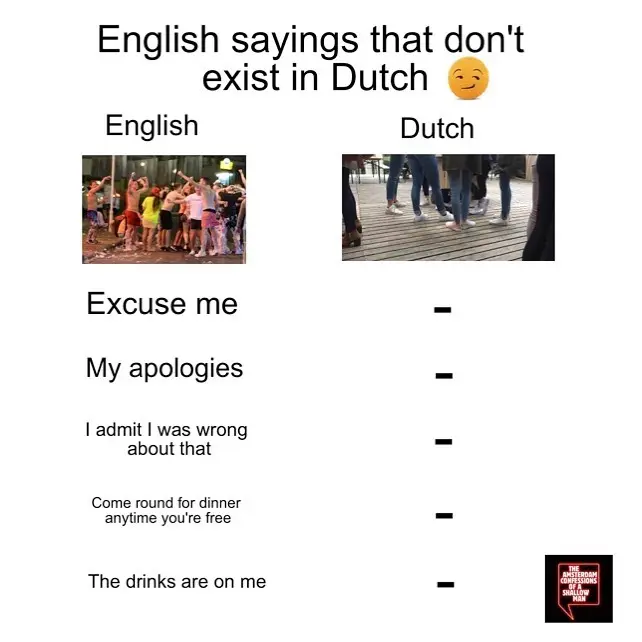 English sayings that don't
exist in Dutch 😏
English
Dutch
Excuse me -
My apologies -
I admit I was wrong
about that -
Come round for dinner
anytime you're free -
The drinks are on me -
THE
AMSTERDAM
CONFESSIONS
OF A
SHALLOW
MAN